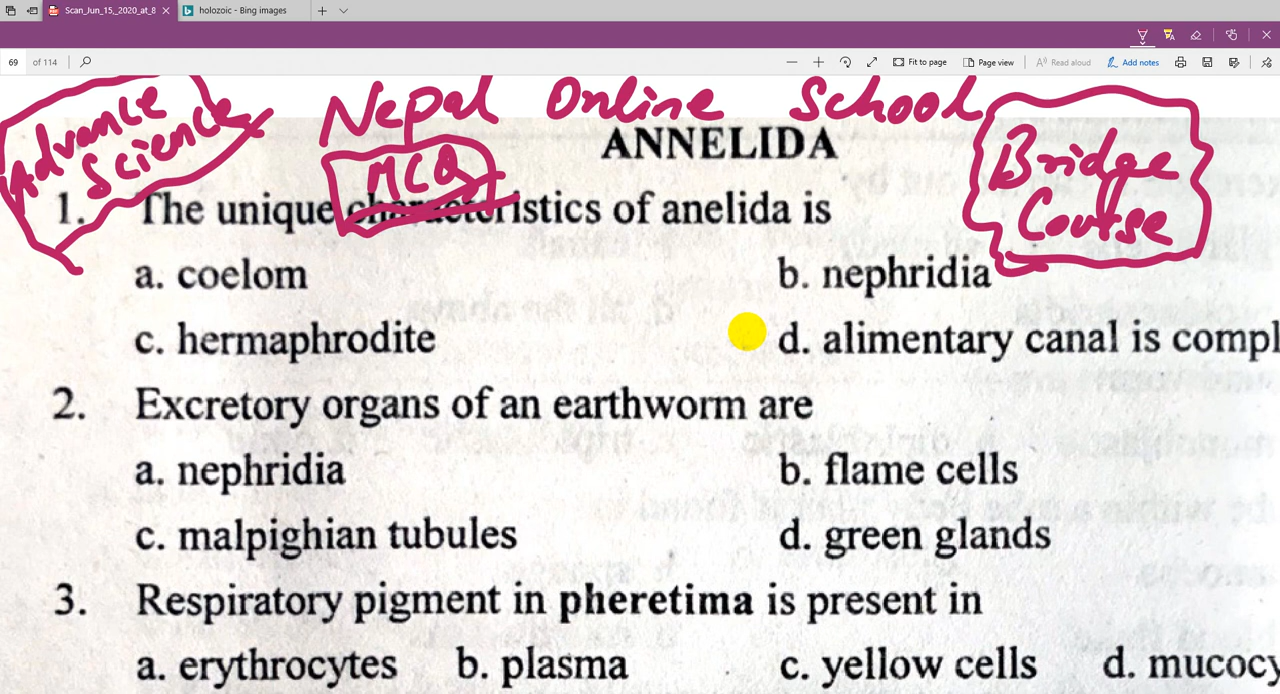 Scan_Jun_15,_2020_at_8
holozoic - Bing images
69 of 114
Fit to page
Page view
Read aloud
Add notes
Nepal Online School
Advance
Science
MCQ
Bridge
Course
ANNELIDA
1. The unique characteristics of anelida is
a. coelom b. nephridia
c. hermaphrodite d. alimentary canal is compl
2. Excretory organs of an earthworm are
a. nephridia b. flame cells
c. malpighian tubules d. green glands
3. Respiratory pigment in pheretima is present in
a. erythrocytes b. plasma c. yellow cells d. mucocy